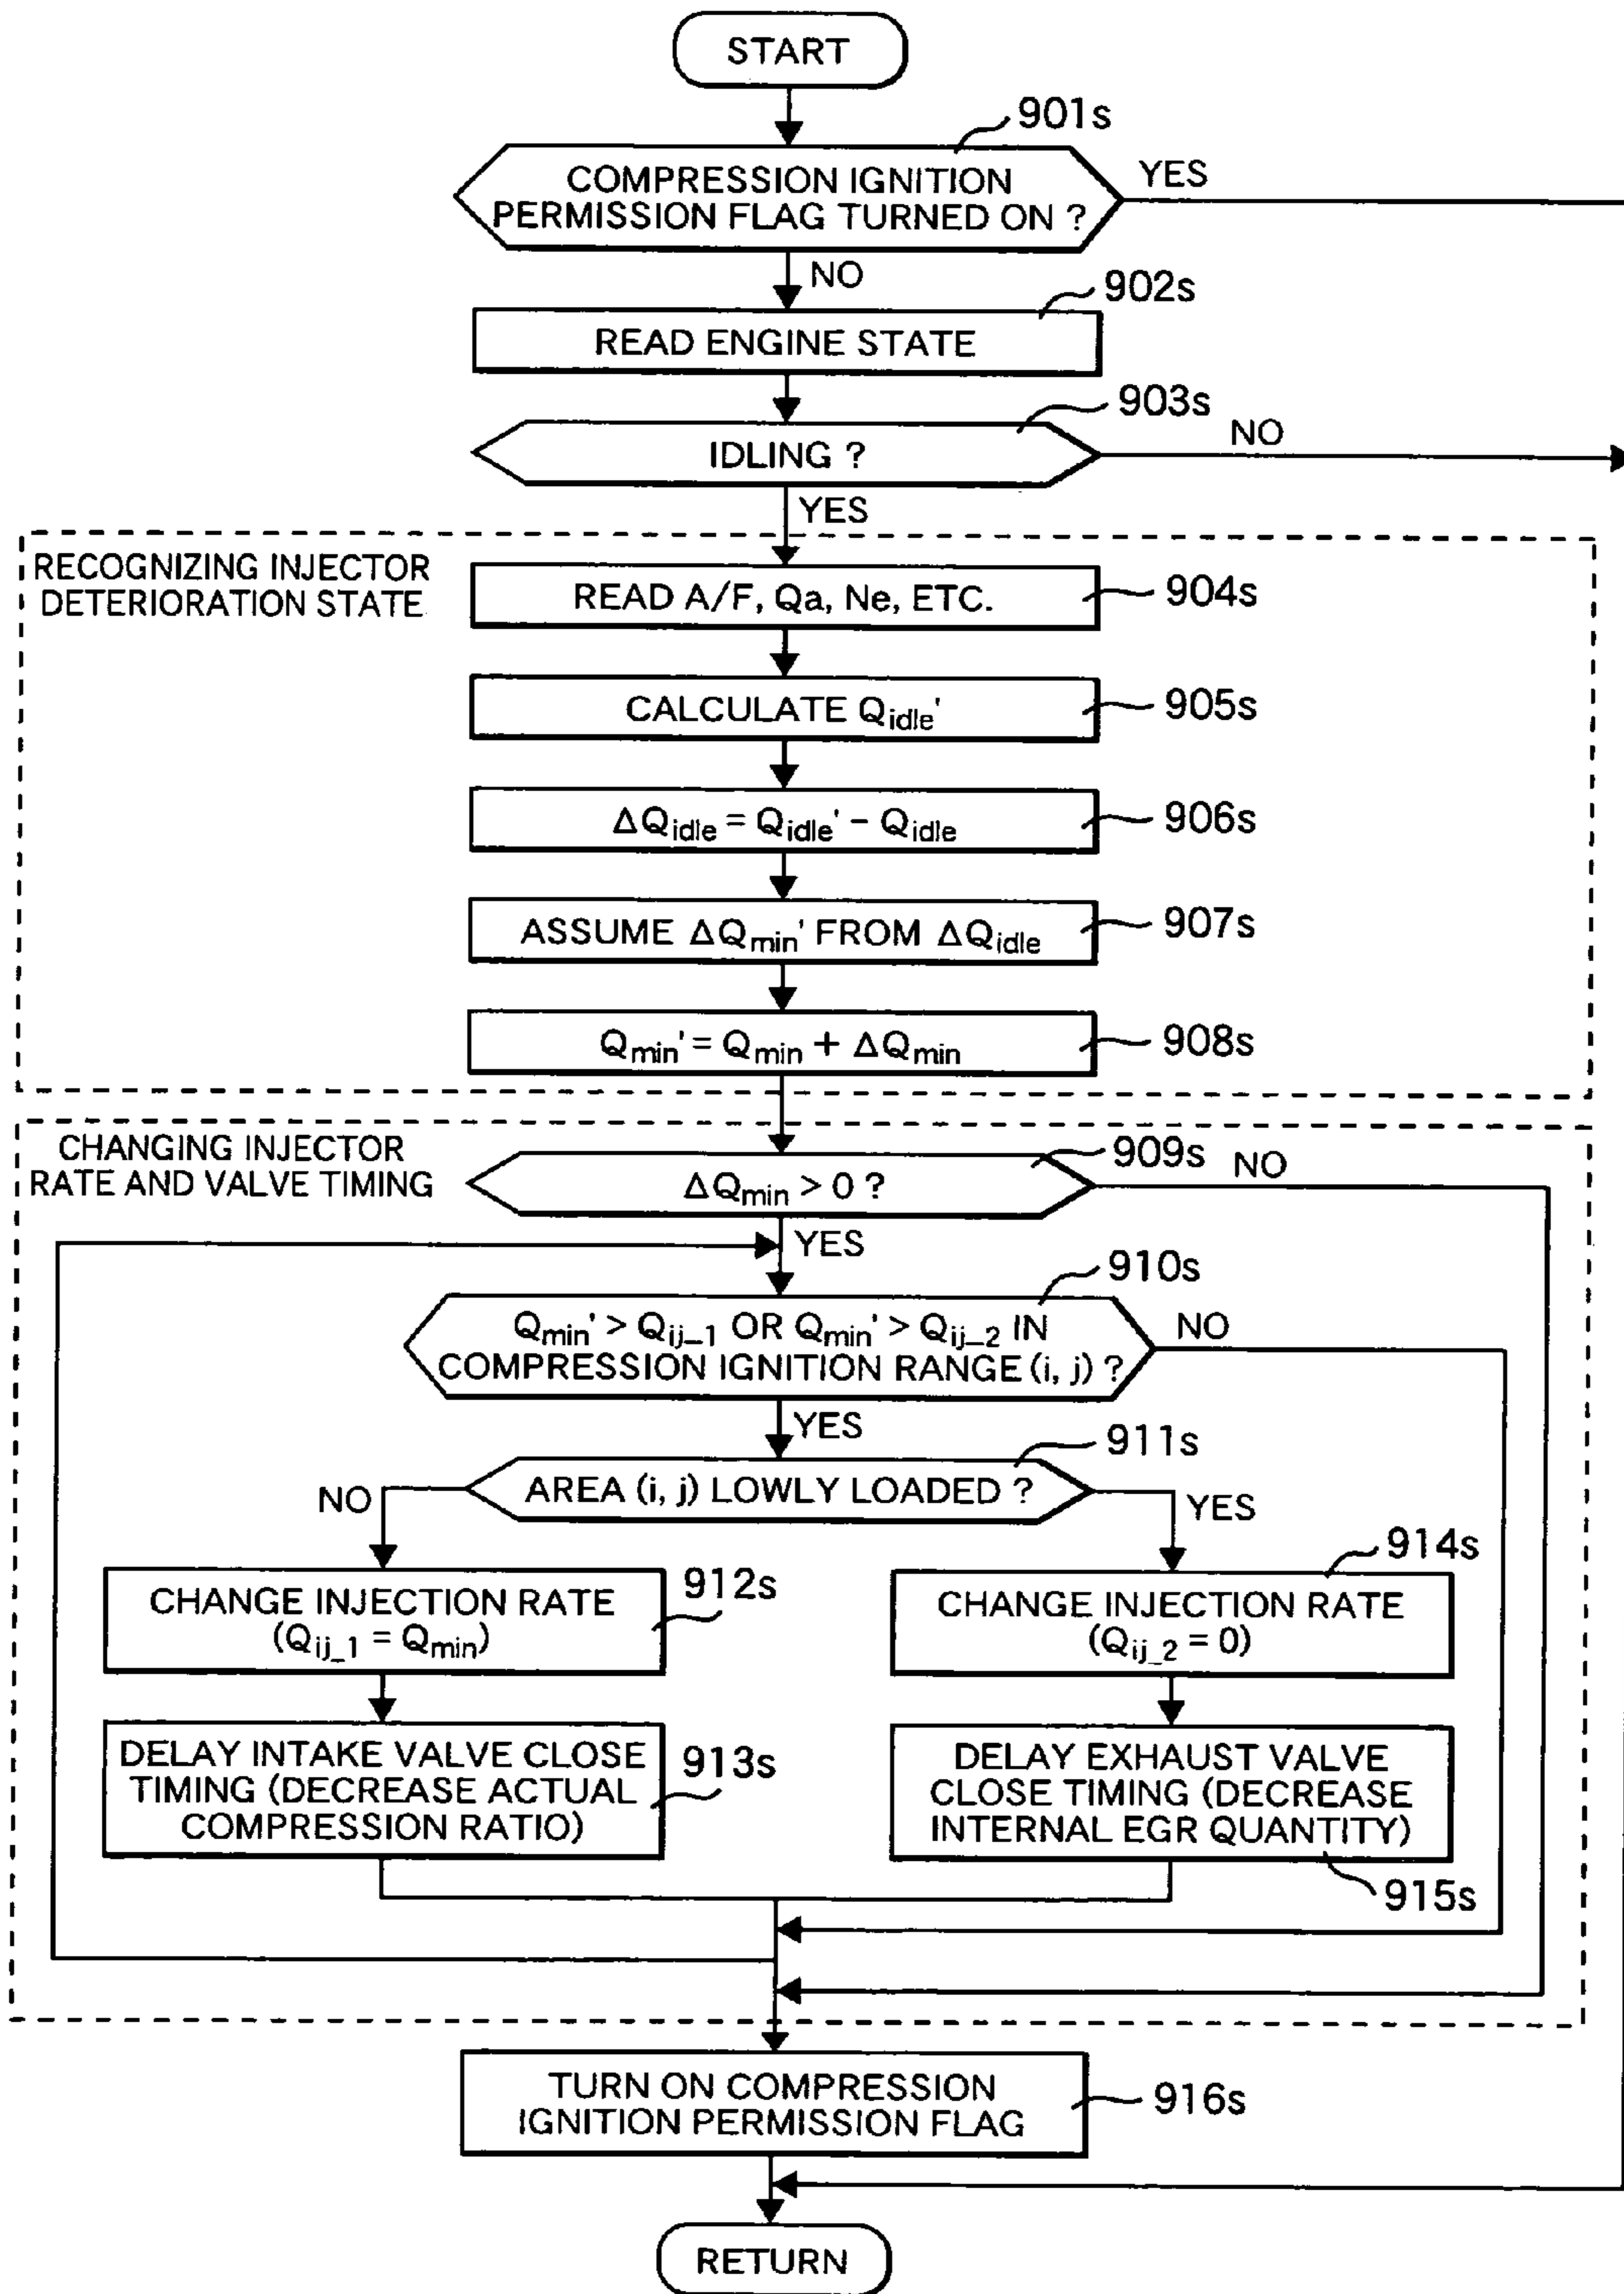 START
901s
COMPRESSION IGNITION
PERMISSION FLAG TURNED ON ?
YES
NO
902s
READ ENGINE STATE
903s
IDLING ?
NO
YES
RECOGNIZING INJECTOR
DETERIORATION STATE
READ A/F, Qa, Ne, ETC.
904s
CALCULATE Qidle'
905s
ΔQidle = Qidle' - Qidle
906s
ASSUME ΔQmin' FROM ΔQidle
907s
Qmin' = Qmin + ΔQmin
908s
CHANGING INJECTOR
RATE AND VALVE TIMING
909s
ΔQmin > 0 ?
NO
YES
910s
Qmin' > Qij_1 OR Qmin' > Qij_2 IN
COMPRESSION IGNITION RANGE (i, j) ?
NO
YES
911s
AREA (i, j) LOWLY LOADED ?
NO
YES
912s
CHANGE INJECTION RATE
(Qij_1 = Qmin)
914s
CHANGE INJECTION RATE
(Qij_2 = 0)
DELAY INTAKE VALVE CLOSE
TIMING (DECREASE ACTUAL
COMPRESSION RATIO)
913s
DELAY EXHAUST VALVE
CLOSE TIMING (DECREASE
INTERNAL EGR QUANTITY)
915s
TURN ON COMPRESSION
IGNITION PERMISSION FLAG
916s
RETURN